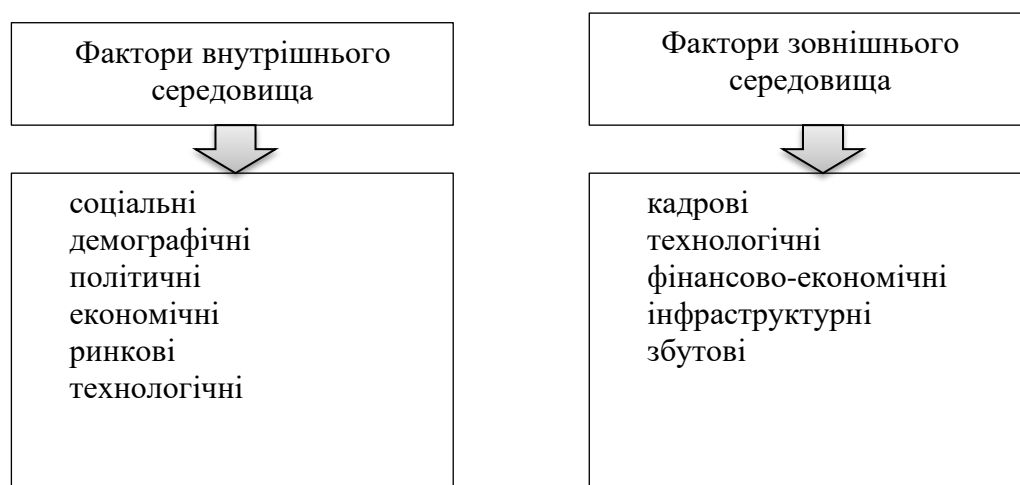 Фактори внутрішнього
середовища
соціальні
демографічні
політичні
економічні
ринкові
технологічні
Фактори зовнішнього
середовища
кадрові
технологічні
фінансово-економічні
інфраструктурні
збутові